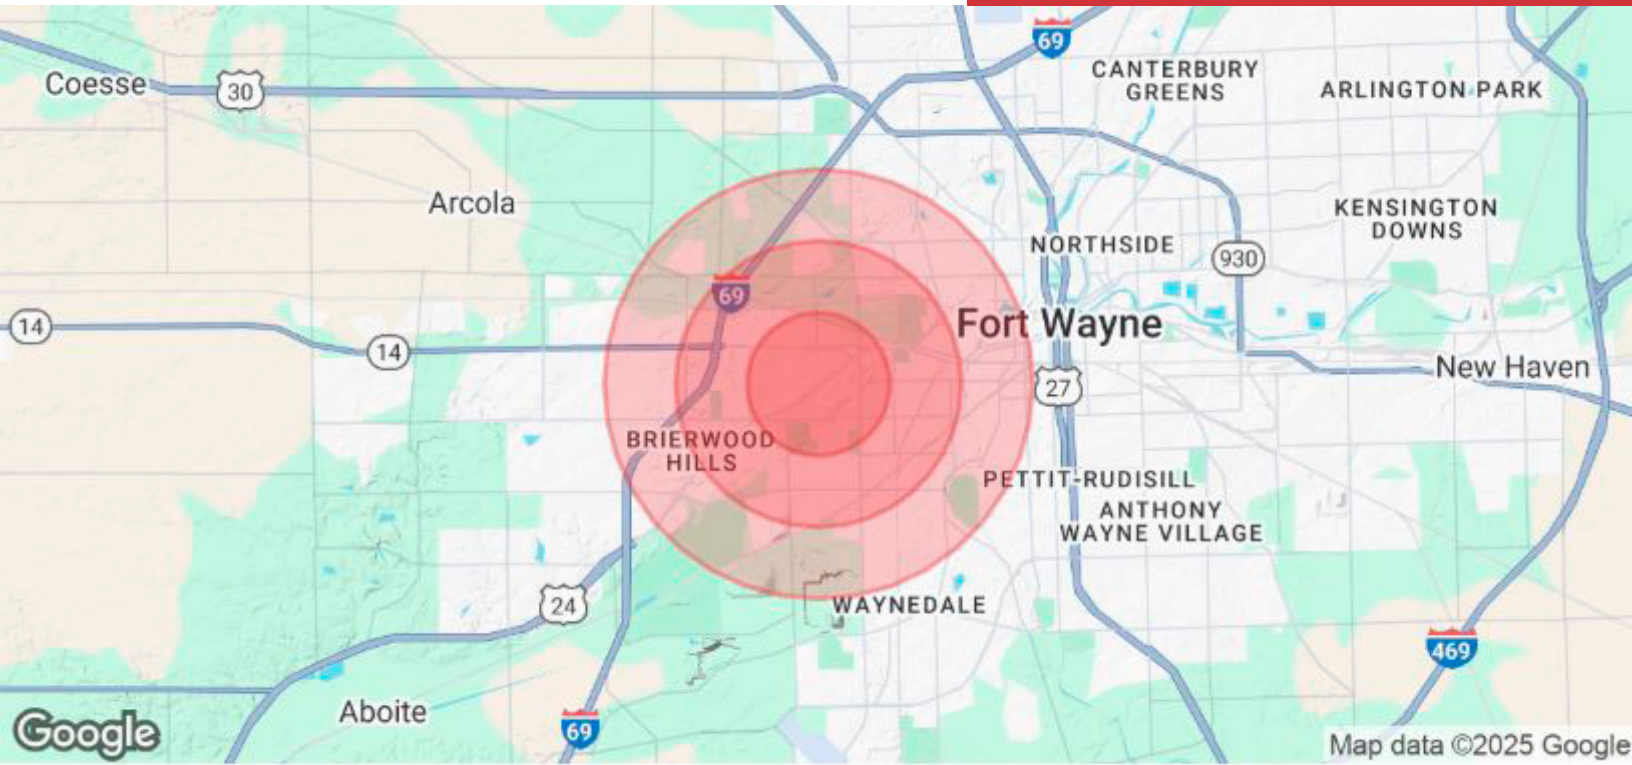 69
CANTERBURY
GREENS
ARLINGTON PARK
Coesse
30
Arcola
KENSINGTON
DOWNS
NORTHSIDE
930
69
Fort Wayne
14
14
New Haven
27
BRIERWOOD
HILLS
PETTIT-RUDISILL
ANTHONY
WAYNE VILLAGE
24
WAYNEDALE
469
Aboite
69
Google
Map data ©2025 Google